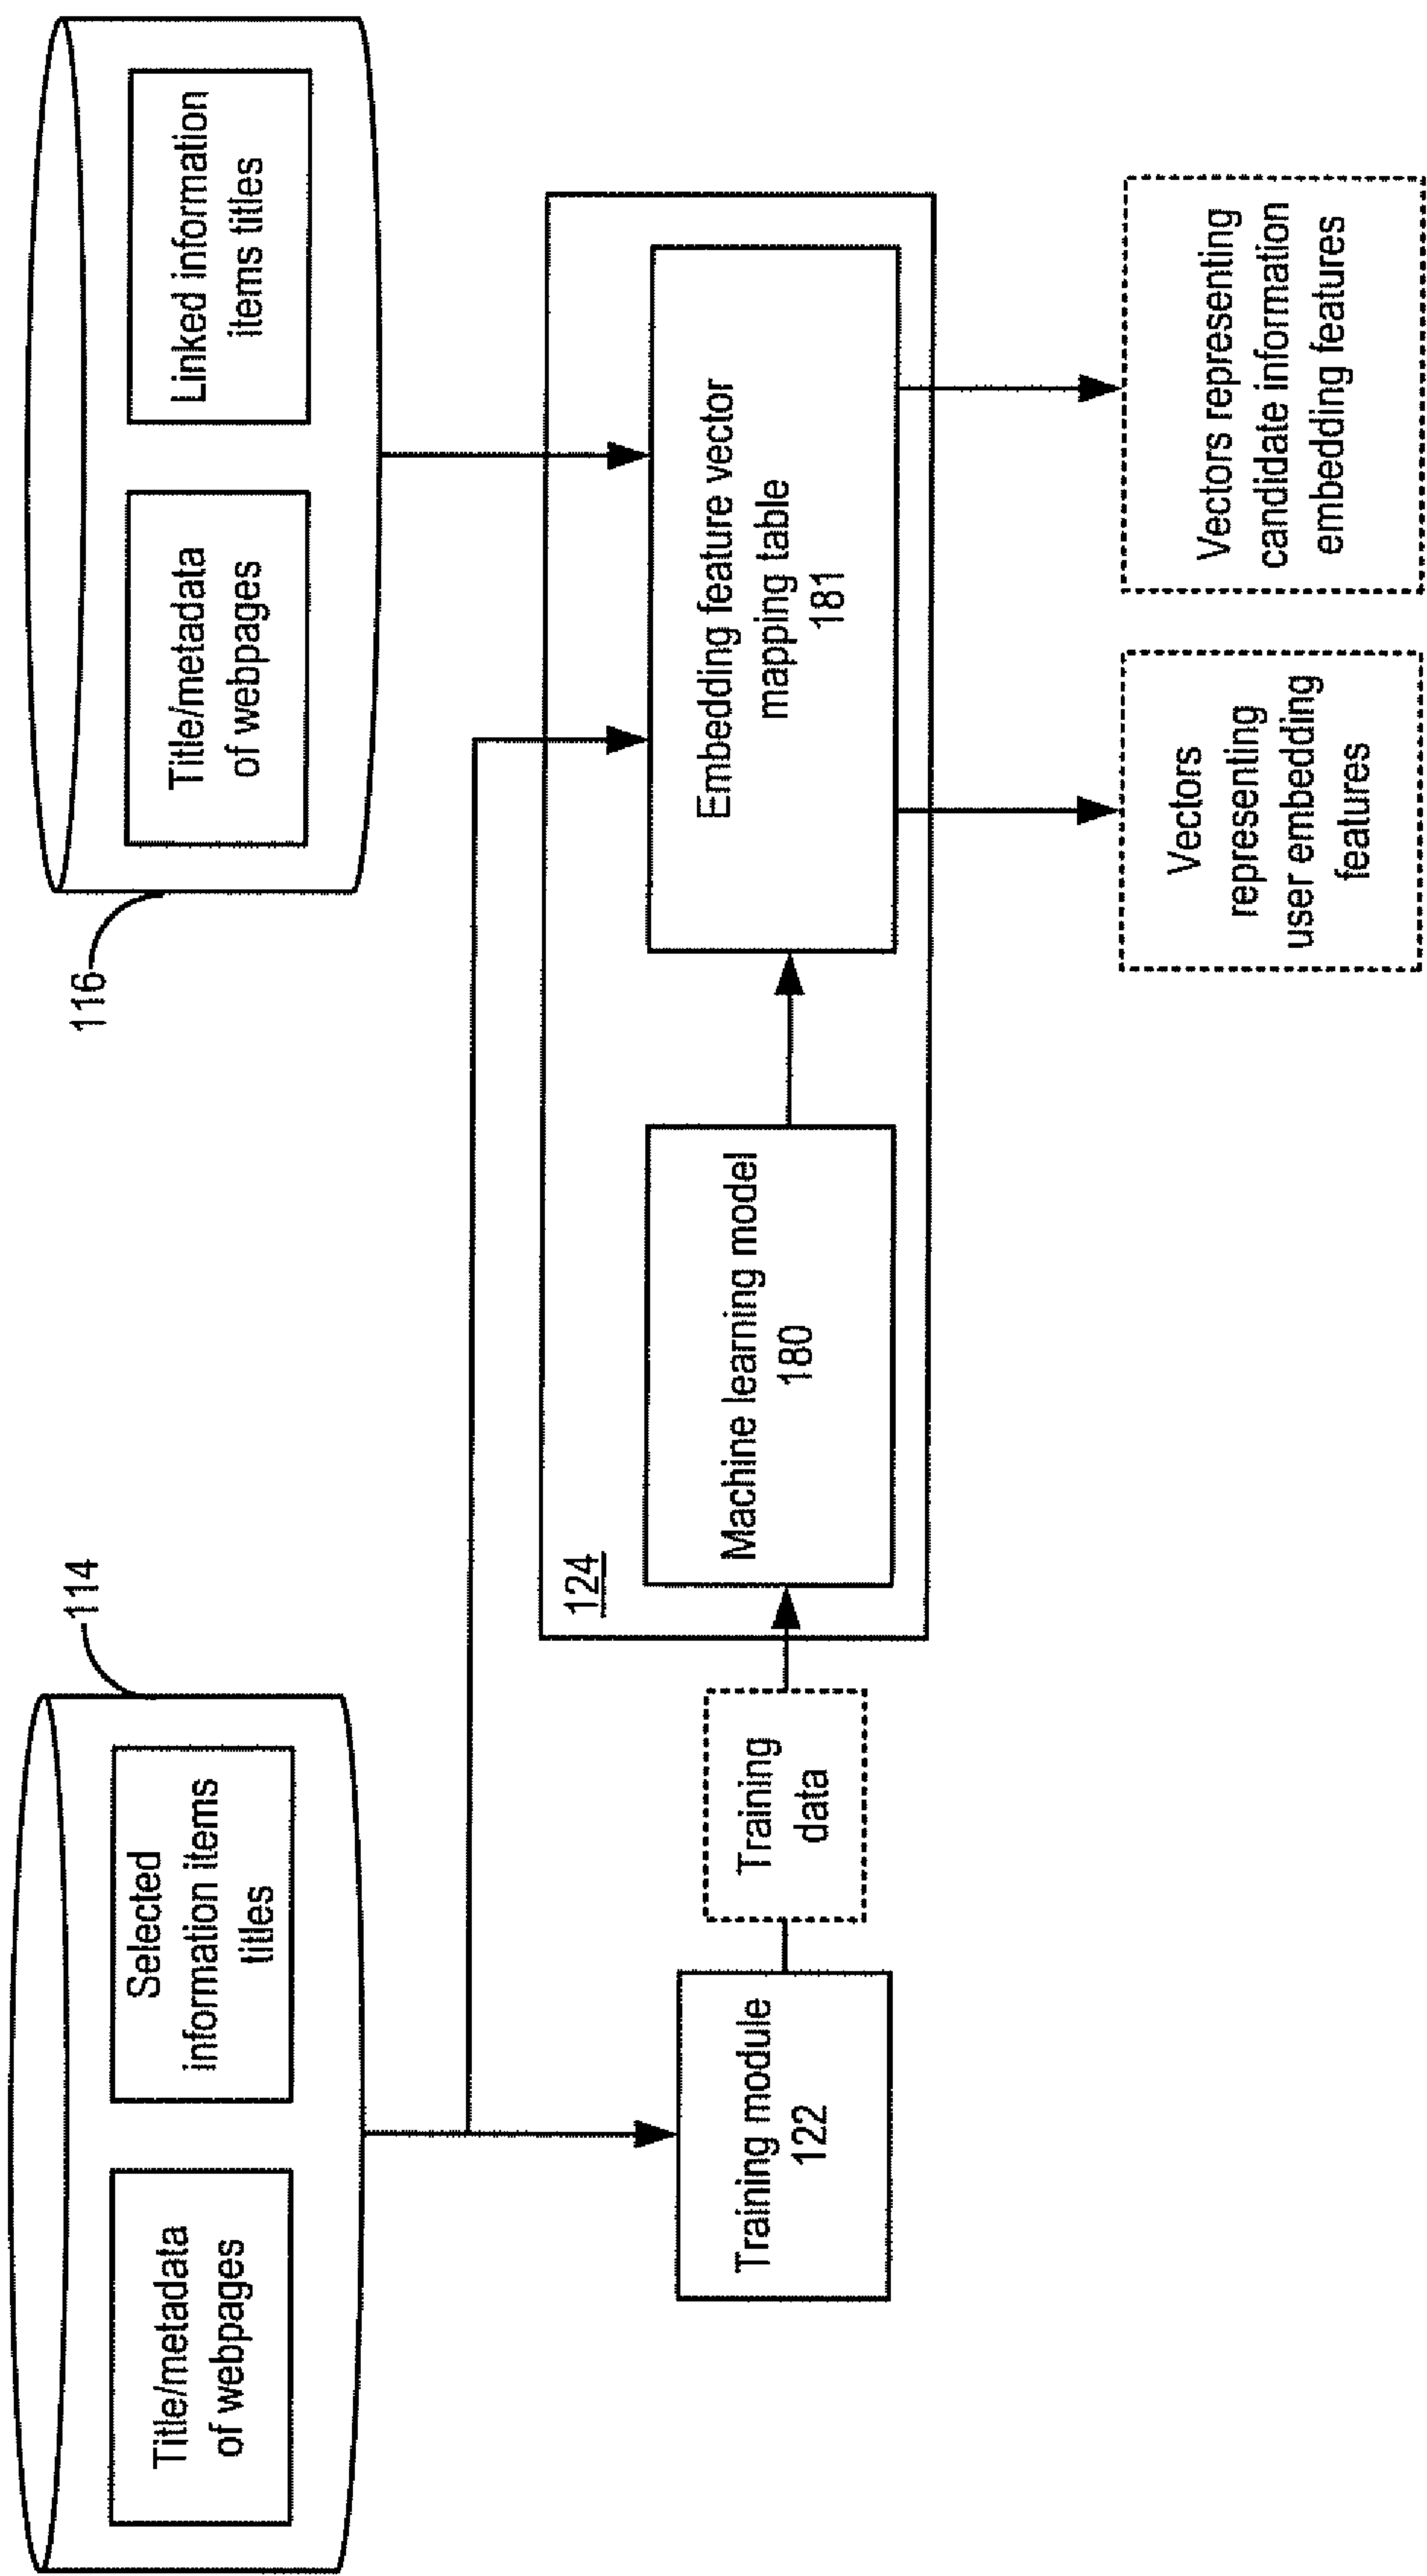 114
Title/metadata
of webpages
Selected
information items
titles
116
Title/metadata
of webpages
Linked information
items titles
Training module
122
Training
data
124
Machine learning model
180
Embedding feature vector
mapping table
181
Vectors
representing
user embedding
features
Vectors representing
candidate information
embedding features